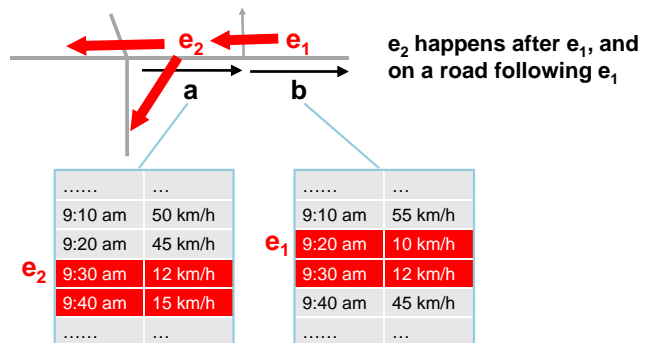 e₂ e₁
e₂ happens after e₁, and
on a road following e₁
a b
…… …
9:10 am 50 km/h
9:20 am 45 km/h
e₂
9:30 am 12 km/h
9:40 am 15 km/h
…… …
…… …
9:10 am 55 km/h
e₁
9:20 am 10 km/h
9:30 am 12 km/h
9:40 am 45 km/h
…… …